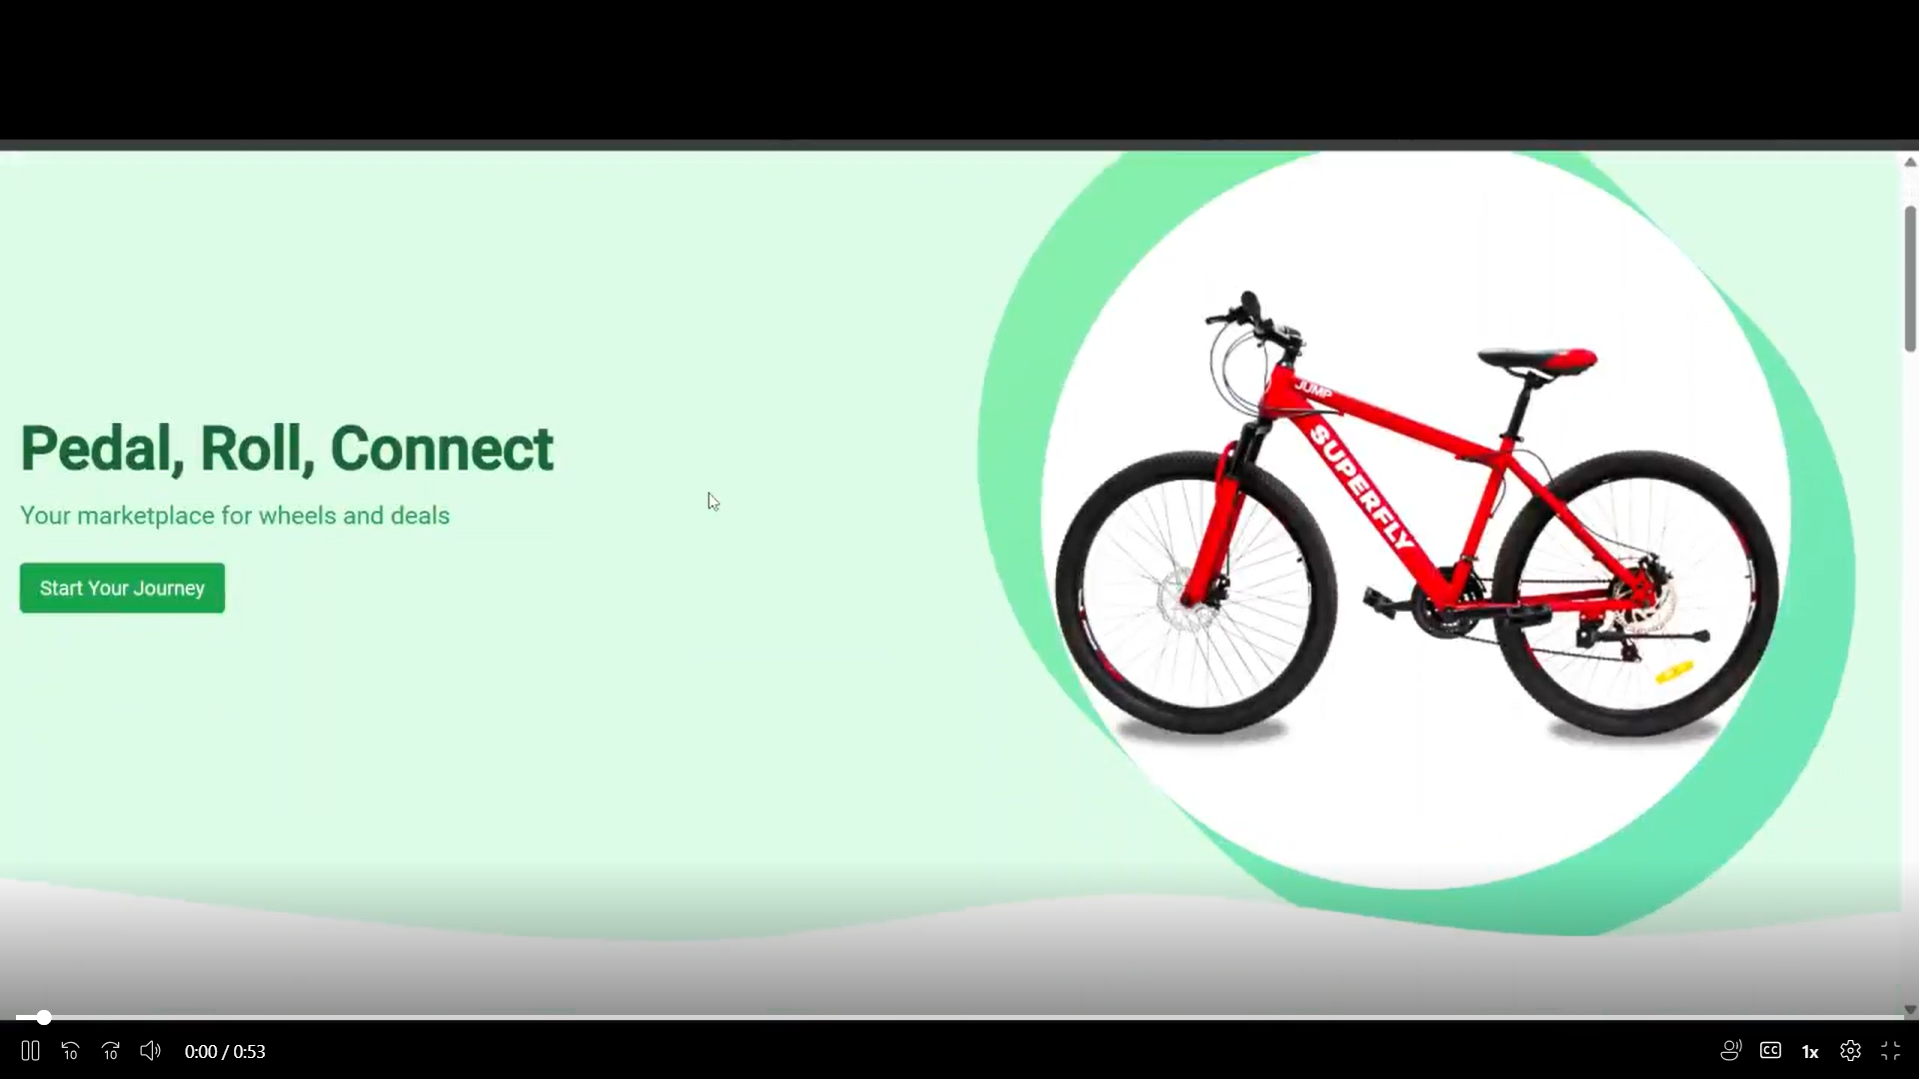 JUMP
SUPERFLY
Pedal, Roll, Connect
Your marketplace for wheels and deals
Start Your Journey
10
10
0:00 / 0:53
CC
1x